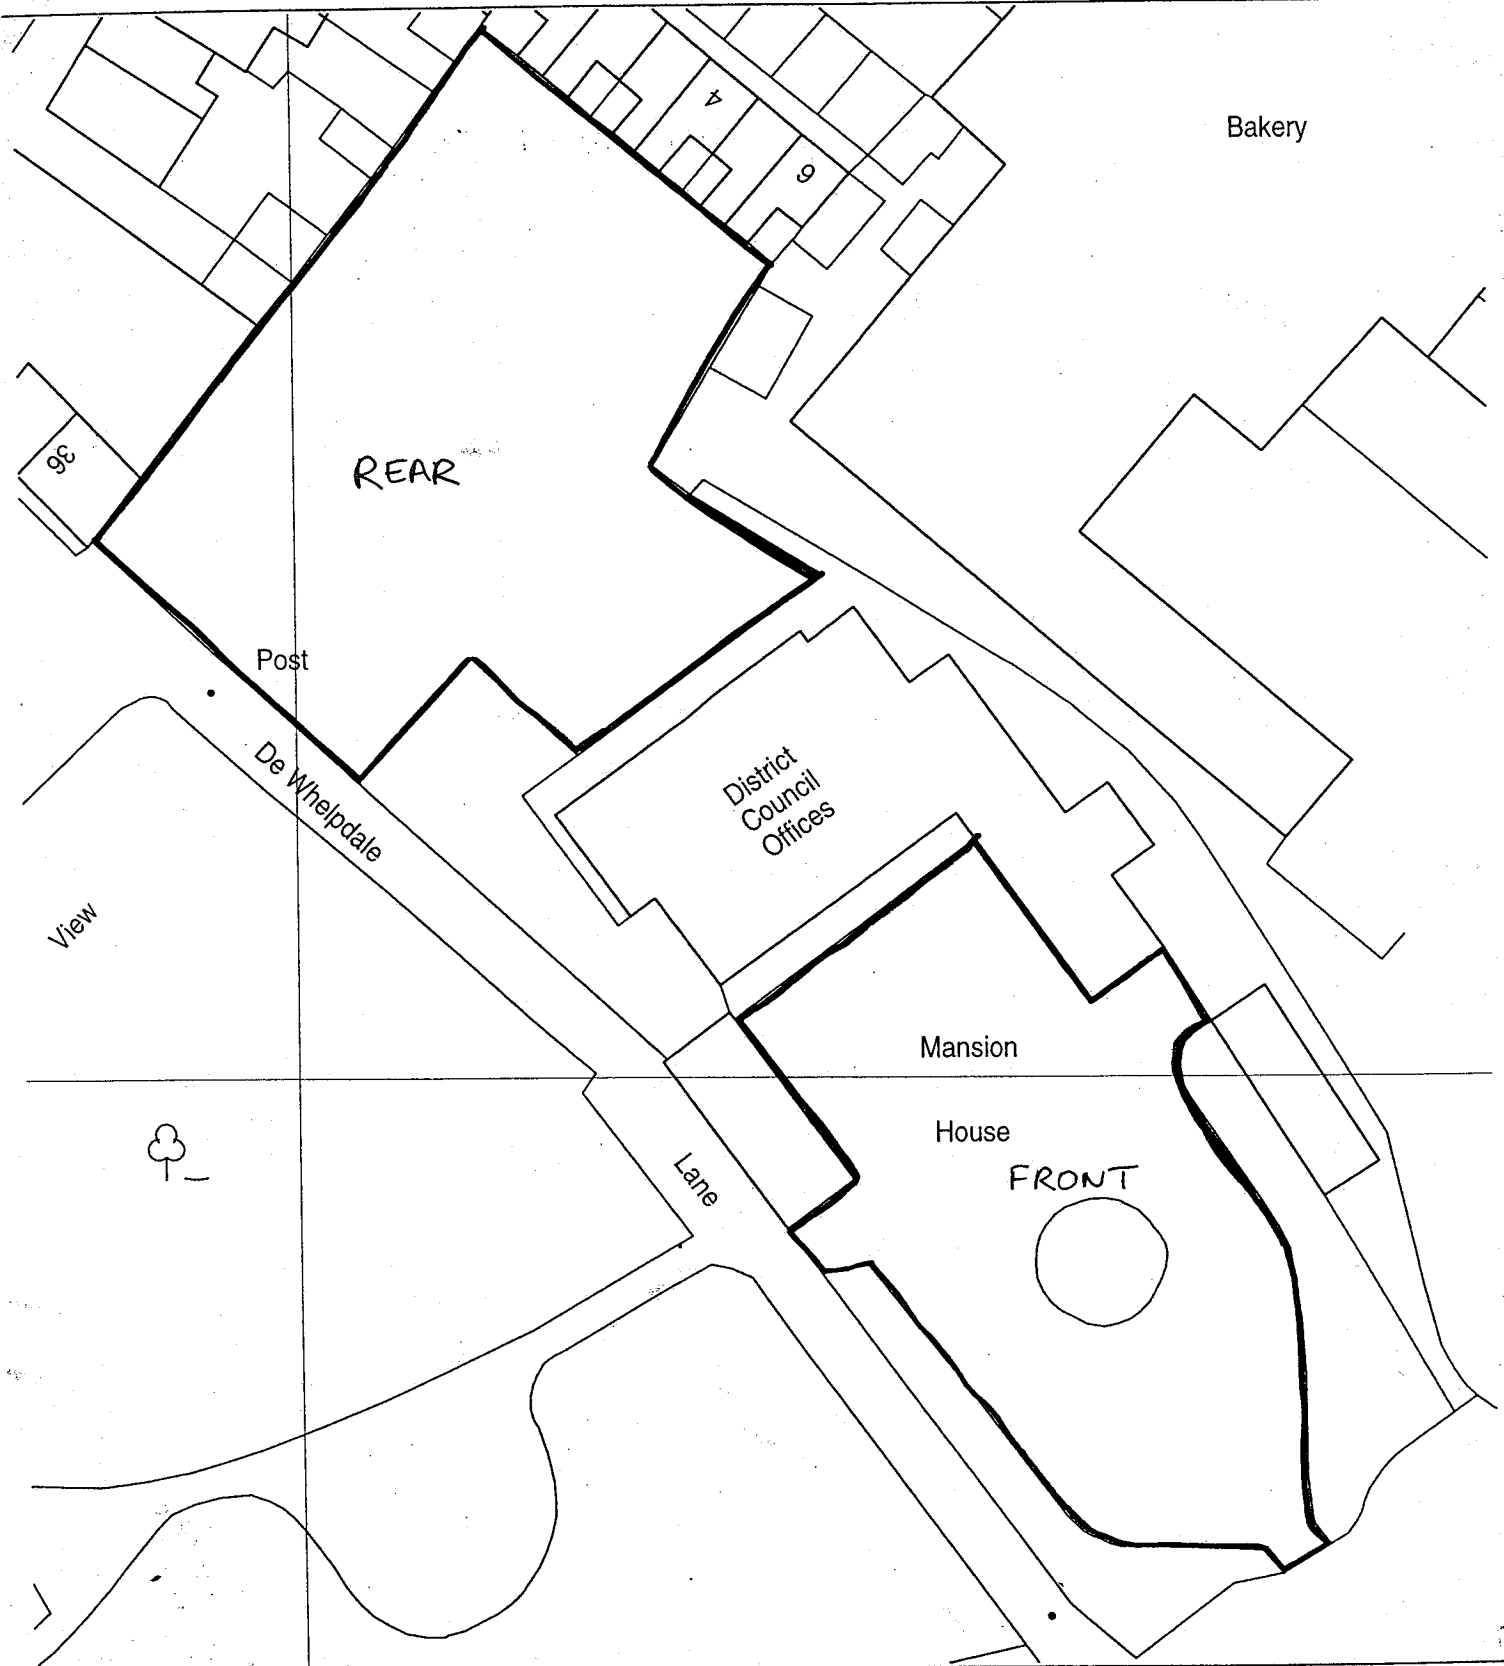 Bakery
4
6
36
REAR
Post
De Whelpdale
District
Council
Offices
View
Mansion
House
FRONT
Lane